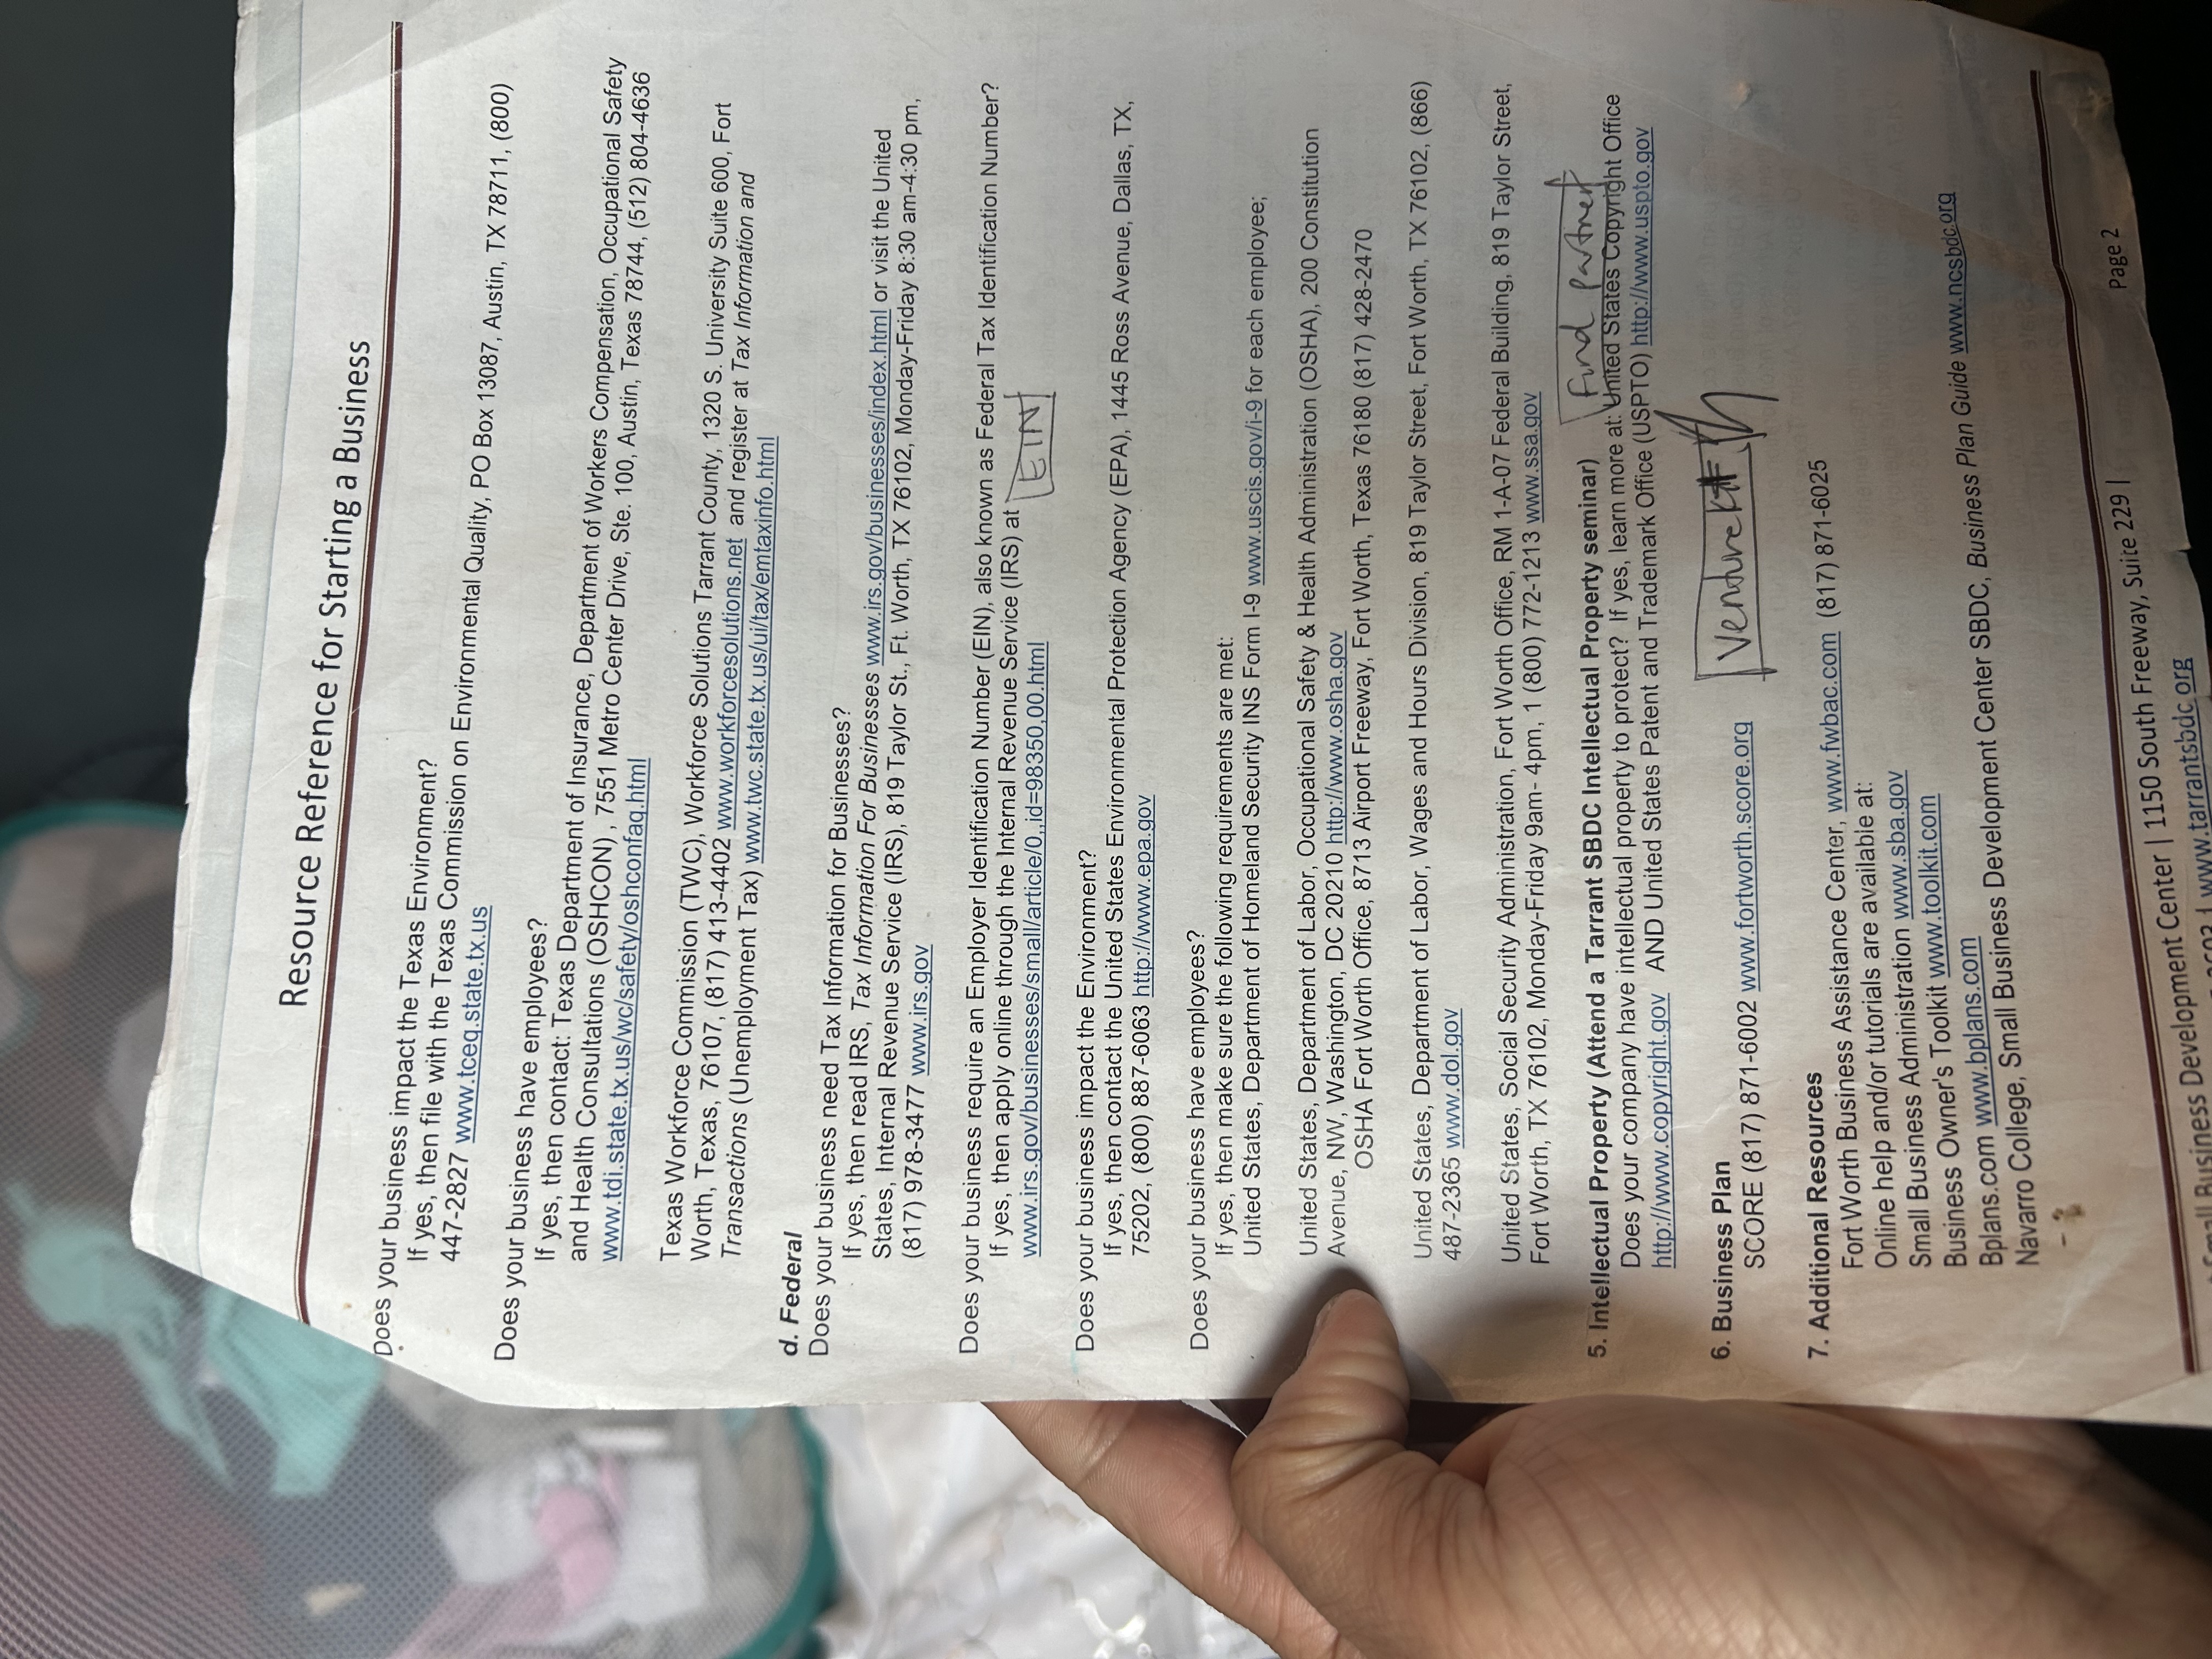 Resource Reference for Starting a Business
Does your business impact the Texas Environment?
If yes, then file with the Texas Commission on Environmental Quality, PO Box 13087, Austin, TX 78711, (800)
447-2827 www.tceq.state.tx.us
Does your business have employees?
If yes, then contact: Texas Department of Insurance, Department of Workers Compensation, Occupational Safety
and Health Consultations (OSHCON) , 7551 Metro Center Drive, Ste. 100, Austin, Texas 78744, (512) 804-4636
www.tdi.state.tx.us/wc/safety/oshconfaq.html
Texas Workforce Commission (TWC), Workforce Solutions Tarrant County, 1320 S. University Suite 600, Fort
Worth, Texas, 76107, (817) 413-4402 www.workforcesolutions.net and register at Tax Information and
Transactions (Unemployment Tax) www.twc.state.tx.us/ui/tax/emtaxinfo.html
d. Federal
Does your business need Tax Information for Businesses?
If yes, then read IRS, Tax Information For Businesses www.irs.gov/businesses/index.html or visit the United
States, Internal Revenue Service (IRS), 819 Taylor St., Ft. Worth, TX 76102, Monday-Friday 8:30 am-4:30 pm,
(817) 978-3477 www.irs.gov
Does your business require an Employer Identification Number (EIN), also known as Federal Tax Identification Number?
If yes, then apply online through the Internal Revenue Service (IRS) at
www.irs.gov/businesses/small/article/0,,id=98350,00.html
EIN
Does your business impact the Environment?
If yes, then contact the United States Environmental Protection Agency (EPA), 1445 Ross Avenue, Dallas, TX,
75202, (800) 887-6063 http://www.epa.gov
Does your business have employees?
If yes, then make sure the following requirements are met:
United States, Department of Homeland Security INS Form I-9 www.uscis.gov/i-9 for each employee;
United States, Department of Labor, Occupational Safety & Health Administration (OSHA), 200 Constitution
Avenue, NW, Washington, DC 20210 http://www.osha.gov
OSHA Fort Worth Office, 8713 Airport Freeway, Fort Worth, Texas 76180 (817) 428-2470
United States, Department of Labor, Wages and Hours Division, 819 Taylor Street, Fort Worth, TX 76102, (866)
487-2365 www.dol.gov
United States, Social Security Administration, Fort Worth Office, RM 1-A-07 Federal Building, 819 Taylor Street,
Fort Worth, TX 76102, Monday-Friday 9am- 4pm, 1 (800) 772-1213 www.ssa.gov
Find partner
5. Intellectual Property (Attend a Tarrant SBDC Intellectual Property seminar)
Does your company have intellectual property to protect? If yes, learn more at: United States Copyright Office
http://www.copyright.gov AND United States Patent and Trademark Office (USPTO) http://www.uspto.gov
6. Business Plan
SCORE (817) 871-6002 www.fortworth.score.org
7. Additional Resources
Fort Worth Business Assistance Center, www.fwbac.com (817) 871-6025
Online help and/or tutorials are available at:
Small Business Administration www.sba.gov
Business Owner's Toolkit www.toolkit.com
Bplans.com www.bplans.com
Navarro College, Small Business Development Center SBDC, Business Plan Guide www.ncsbdc.org
Page 2
Small Business Development Center | 1150 South Freeway, Suite 229 |
| www.tarrantsbdc.org